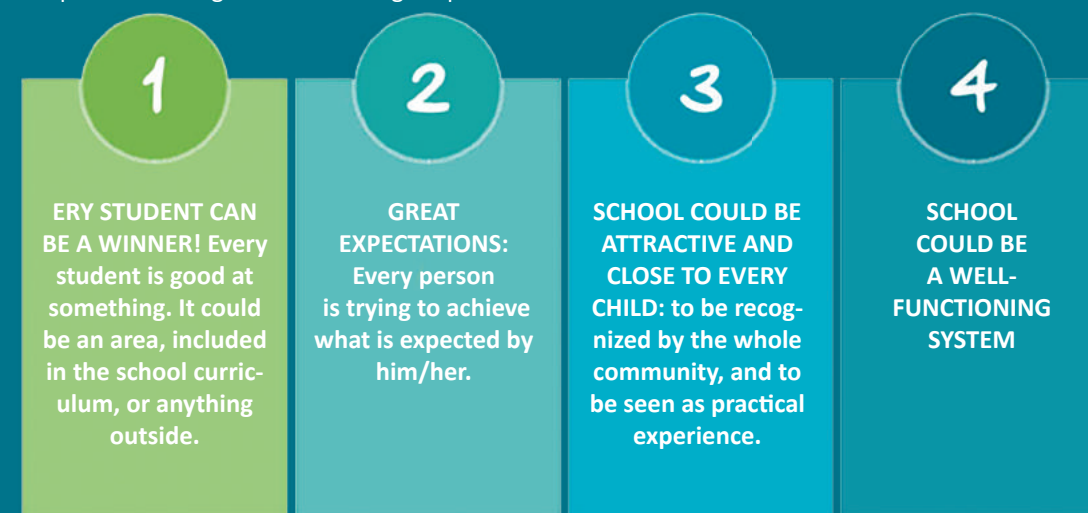 1
ERY STUDENT CAN
BE A WINNER! Every
student is good at
something. It could
be an area, included
in the school curric-
ulum, or anything
outside.
2
GREAT
EXPECTATIONS:
Every person
is trying to achieve
what is expected by
him/her.
3
SCHOOL COULD BE
ATTRACTIVE AND
CLOSE TO EVERY
CHILD: to be recog-
nized by the whole
community, and to
be seen as practical
experience.
4
SCHOOL
COULD BE
A WELL-
FUNCTIONING
SYSTEM